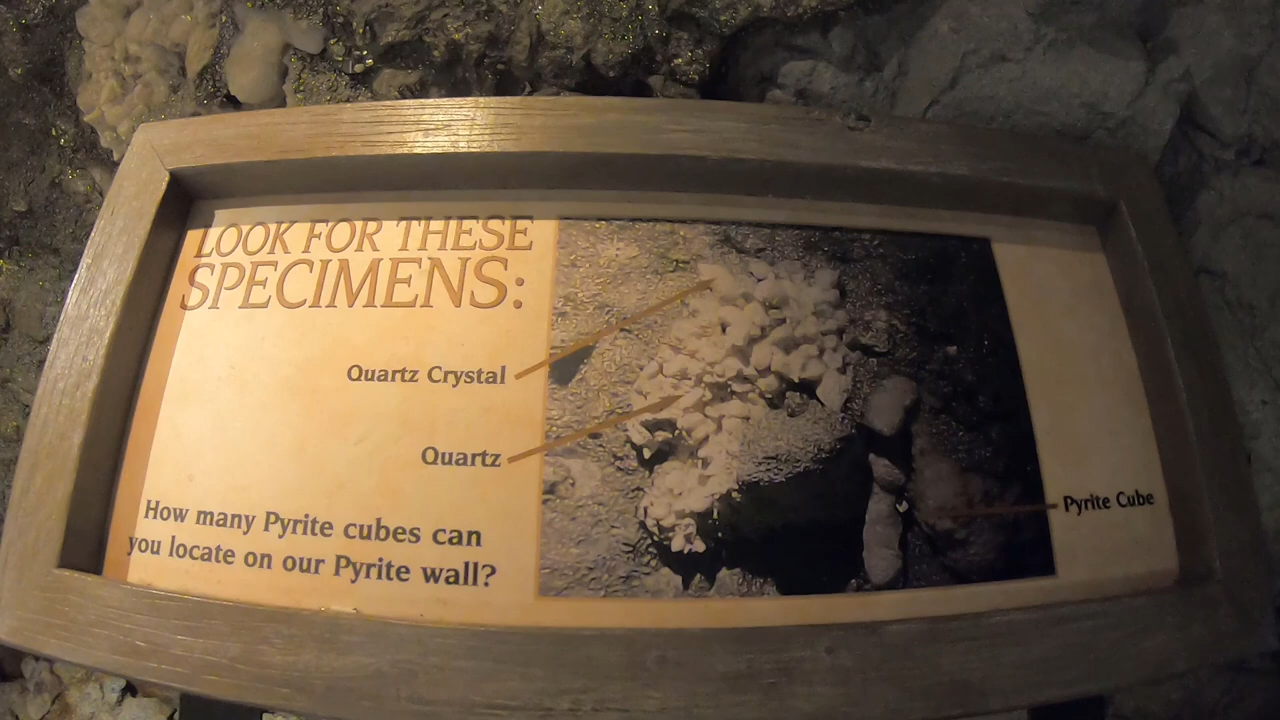 LOOK FOR THESE
SPECIMENS:
Quartz Crystal
Quartz
Pyrite Cube
How many Pyrite cubes can
you locate on our Pyrite wall?